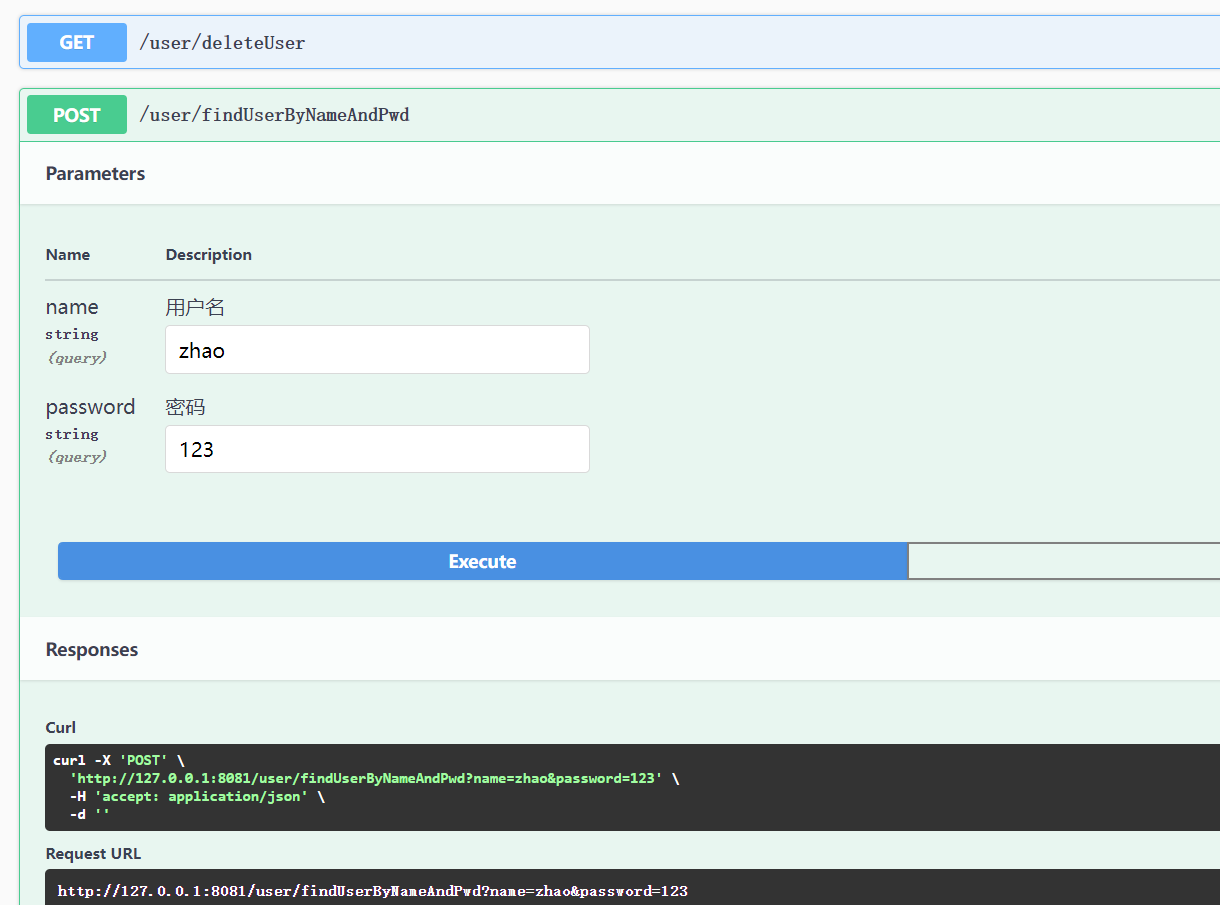 GET /user/deleteUser
POST /user/findUserByNameAndPwd
Parameters
Name Description
name 用户名
string
(query)
zhao
password 密码
string
(query)
123
Execute
Responses
Curl
curl -X 'POST' \
'http://127.0.0.1:8081/user/findUserByNameAndPwd?name=zhao&password=123' \
-H 'accept: application/json' \
-d ''
Request URL
http://127.0.0.1:8081/user/findUserByNameAndPwd?name=zhao&password=123